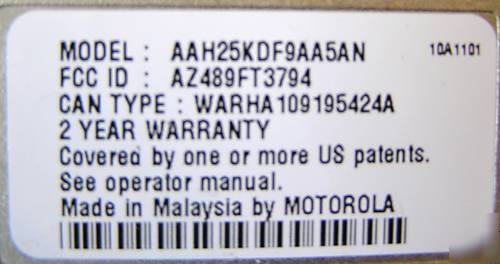 MODEL : AAH25KDF9AA5AN 10A1101
FCC ID : AZ489FT3794
CAN TYPE : WARHA109195424A
2 YEAR WARRANTY
Covered by one or more US patents.
See operator manual.
Made in Malaysia by MOTOROLA